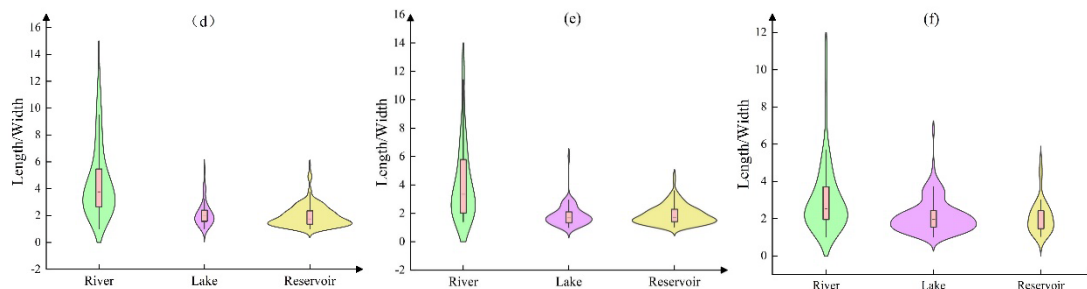 (d)
16
14
12
10
8
6
4
2
0
-2
Length/Width
River
Lake
Reservoir
(e)
16
14
12
10
8
6
4
2
0
-2
Length/Width
River
Lake
Reservoir
(f)
12
10
8
6
4
2
0
Length/Width
River
Lake
Reservoir